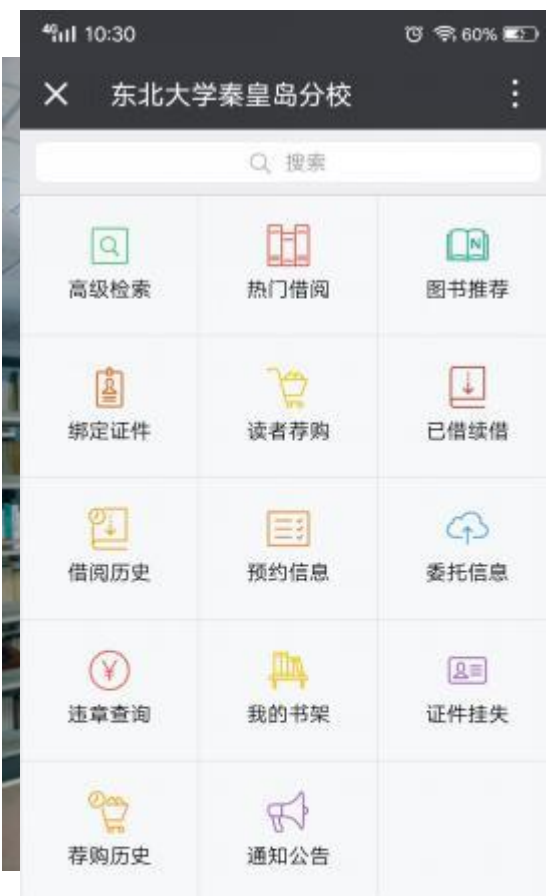 4G 10:30 60%
东北大学秦皇岛分校
搜索
高级检索 热门借阅 图书推荐
N
绑定证件 读者荐购 已借续借
借阅历史 预约信息 委托信息
¥
违章查询 我的书架 证件挂失
荐购历史 通知公告